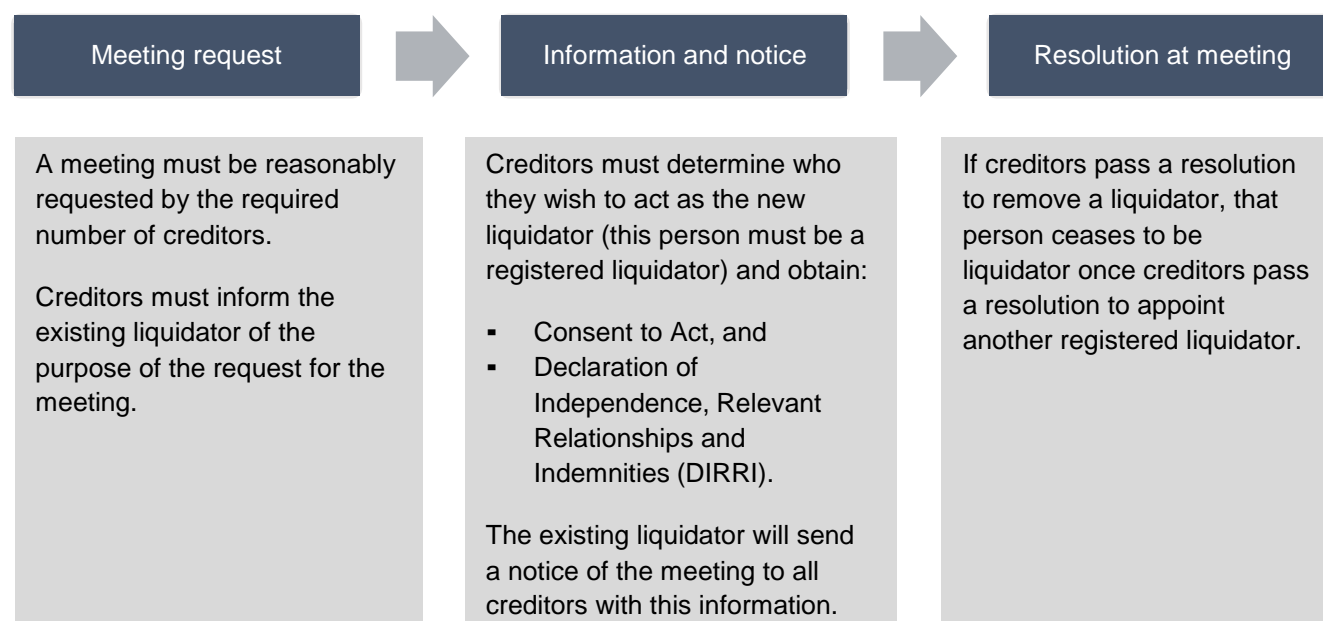 Meeting request
Information and notice
Resolution at meeting
A meeting must be reasonably
requested by the required
number of creditors.
Creditors must inform the
existing liquidator of the
purpose of the request for the
meeting.
Creditors must determine who
they wish to act as the new
liquidator (this person must be a
registered liquidator) and obtain:
▪ Consent to Act, and
▪ Declaration of
Independence, Relevant
Relationships and
Indemnities (DIRRI).
The existing liquidator will send
a notice of the meeting to all
creditors with this information.
If creditors pass a resolution
to remove a liquidator, that
person ceases to be
liquidator once creditors pass
a resolution to appoint
another registered liquidator.